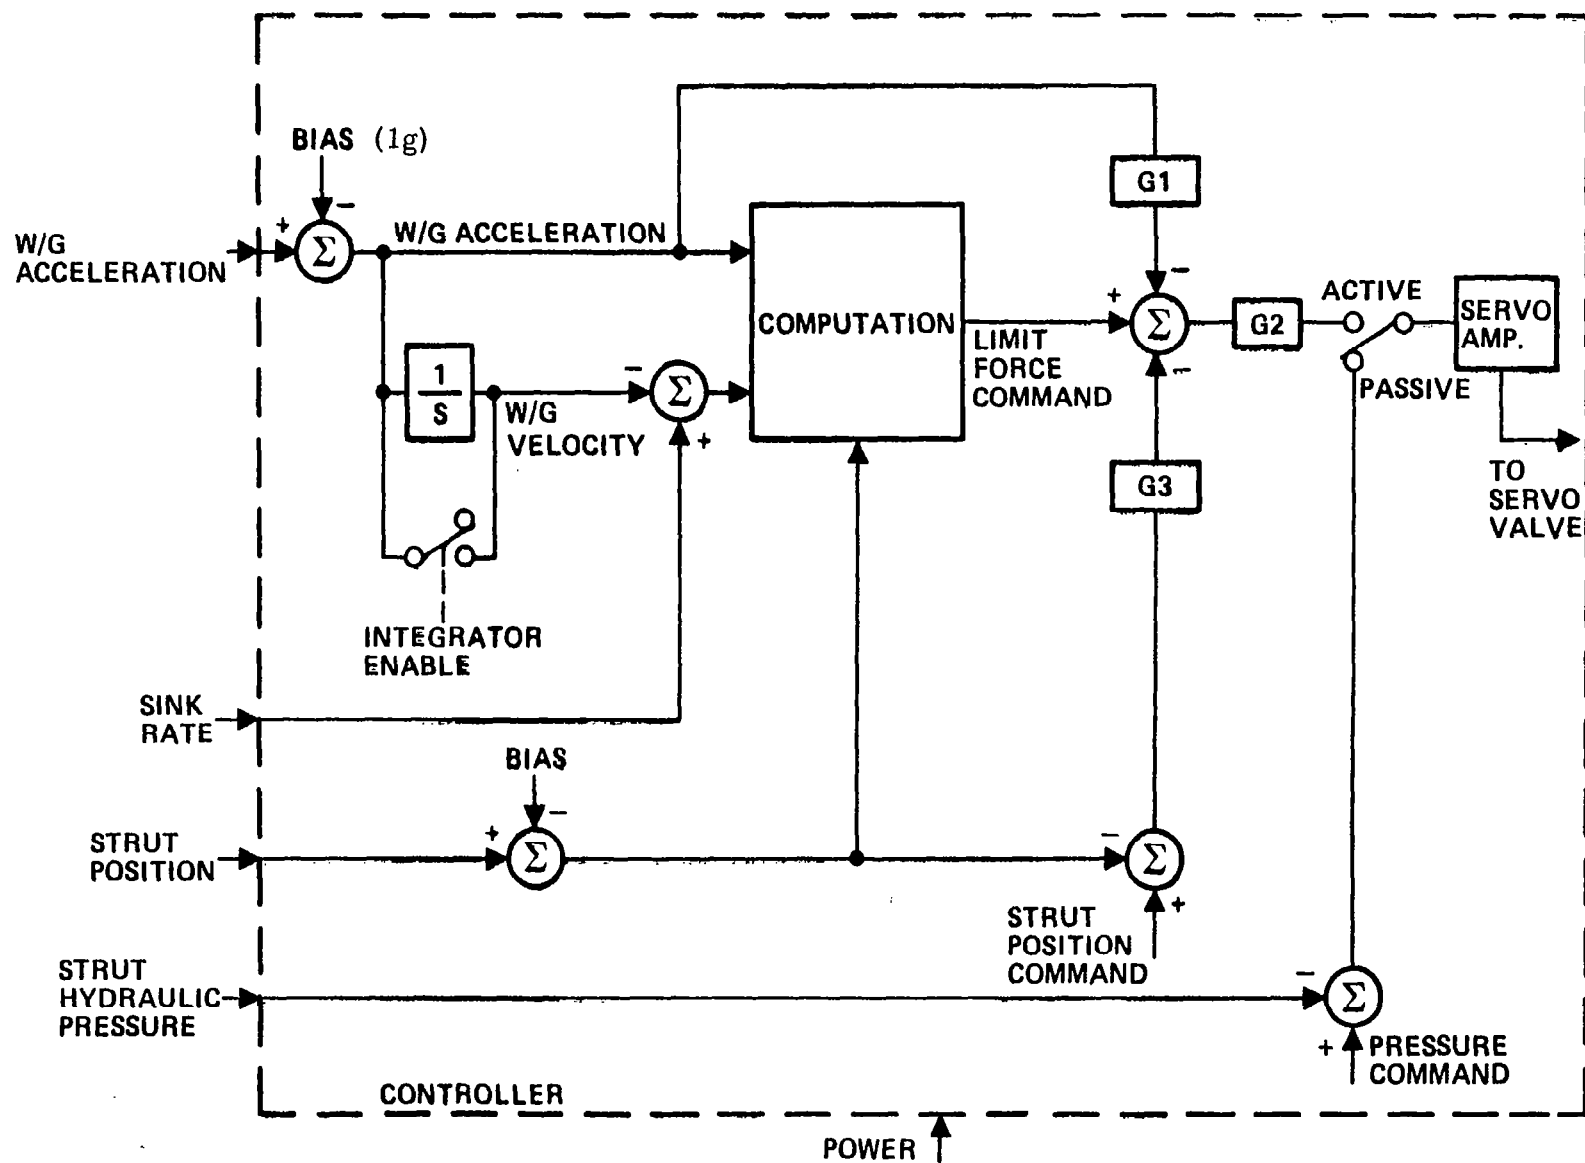 BIAS (1g)
W/G
ACCELERATION
+
−
Σ
W/G ACCELERATION
1
S
W/G
VELOCITY
−
Σ
+
INTEGRATOR
ENABLE
COMPUTATION
LIMIT
FORCE
COMMAND
G1
−
+
Σ
−
G2
G3
ACTIVE
PASSIVE
SERVO
AMP.
TO
SERVO
VALVE
SINK
RATE
BIAS
−
+
Σ
STRUT
POSITION
−
Σ
+
STRUT
POSITION
COMMAND
STRUT
HYDRAULIC
PRESSURE
−
Σ
+
PRESSURE
COMMAND
CONTROLLER
POWER